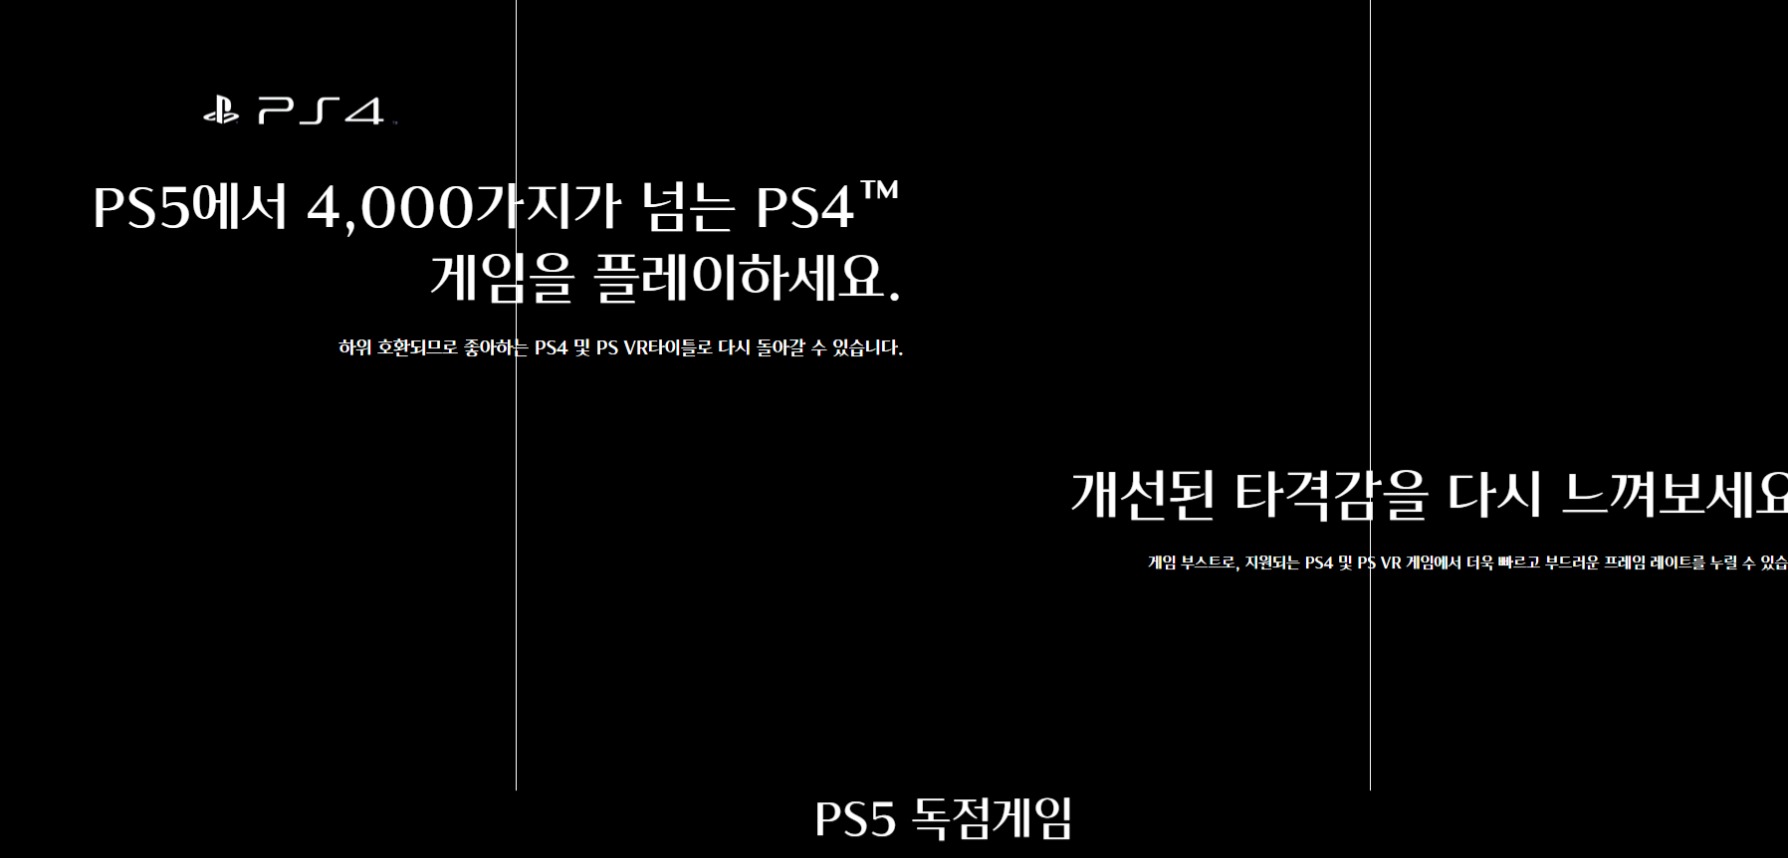 PS4
PS5에서 4,000가지가 넘는 PS4™
게임을 플레이하세요.
하위 호환되므로 좋아하는 PS4 및 PS VR타이틀로 다시 돌아갈 수 있습니다.
개선된 타격감을 다시 느껴보세요
게임 부스트로, 지원되는 PS4 및 PS VR 게임에서 더욱 빠르고 부드러운 프레임 레이트를 누릴 수 있습
PS5 독점게임